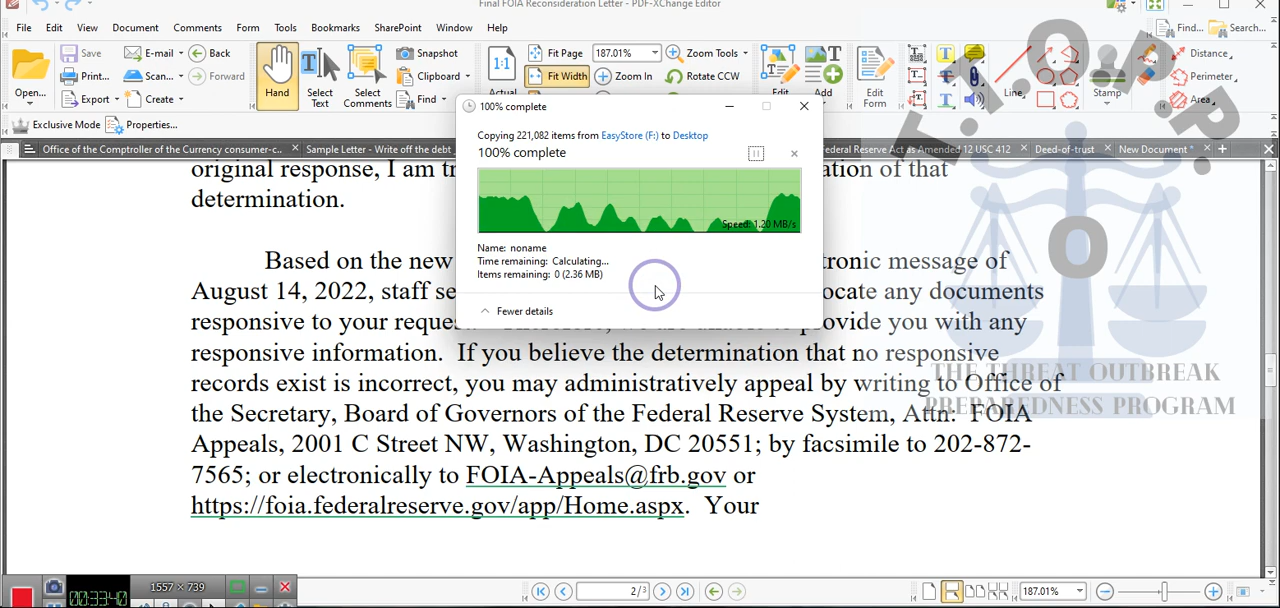 Final FOIA Reconsideration Letter - PDF-XChange Editor
File Edit View Document Comments Form Tools Bookmarks SharePoint Window Help
Find... Search...
Open... Save Print... Export E-mail Scan... Create Back Forward Hand Select Text Select Comments Snapshot Clipboard Find 1:1 Actual Fit Page Fit Width 187.01% Zoom In Zoom Tools Rotate CCW Edit Add Edit Form Line Stamp Distance Perimeter Area
Exclusive Mode Properties...
Office of the Comptroller of the Currency consumer-c... Sample Letter - Write off the debt Federal Reserve Act as Amended 12 USC 412 Deed-of-trust New Document *
T.O.P.P.
100% complete
Copying 221,082 items from EasyStore (F:) to Desktop
100% complete
Speed: 1.20 MB/s
Name: noname
Time remaining: Calculating...
Items remaining: 0 (2.36 MB)
Fewer details
original response, I am ation of that
determination.
Based on the new tronic message of
August 14, 2022, staff ocate any documents
responsive to your provide you with any
responsive information. If you believe the determination that no responsive
records exist is incorrect, you may administratively appeal by writing to Office of
the Secretary, Board of Governors of the Federal Reserve System, Attn: FOIA
Appeals, 2001 C Street NW, Washington, DC 20551; by facsimile to 202-872-
7565; or electronically to FOIA-Appeals@frb.gov or
https://foia.federalreserve.gov/app/Home.aspx. Your
THE THREAT OUTBREAK
PREPAREDNESS PROGRAM
00:33:40
1557 × 739
2/3
187.01%